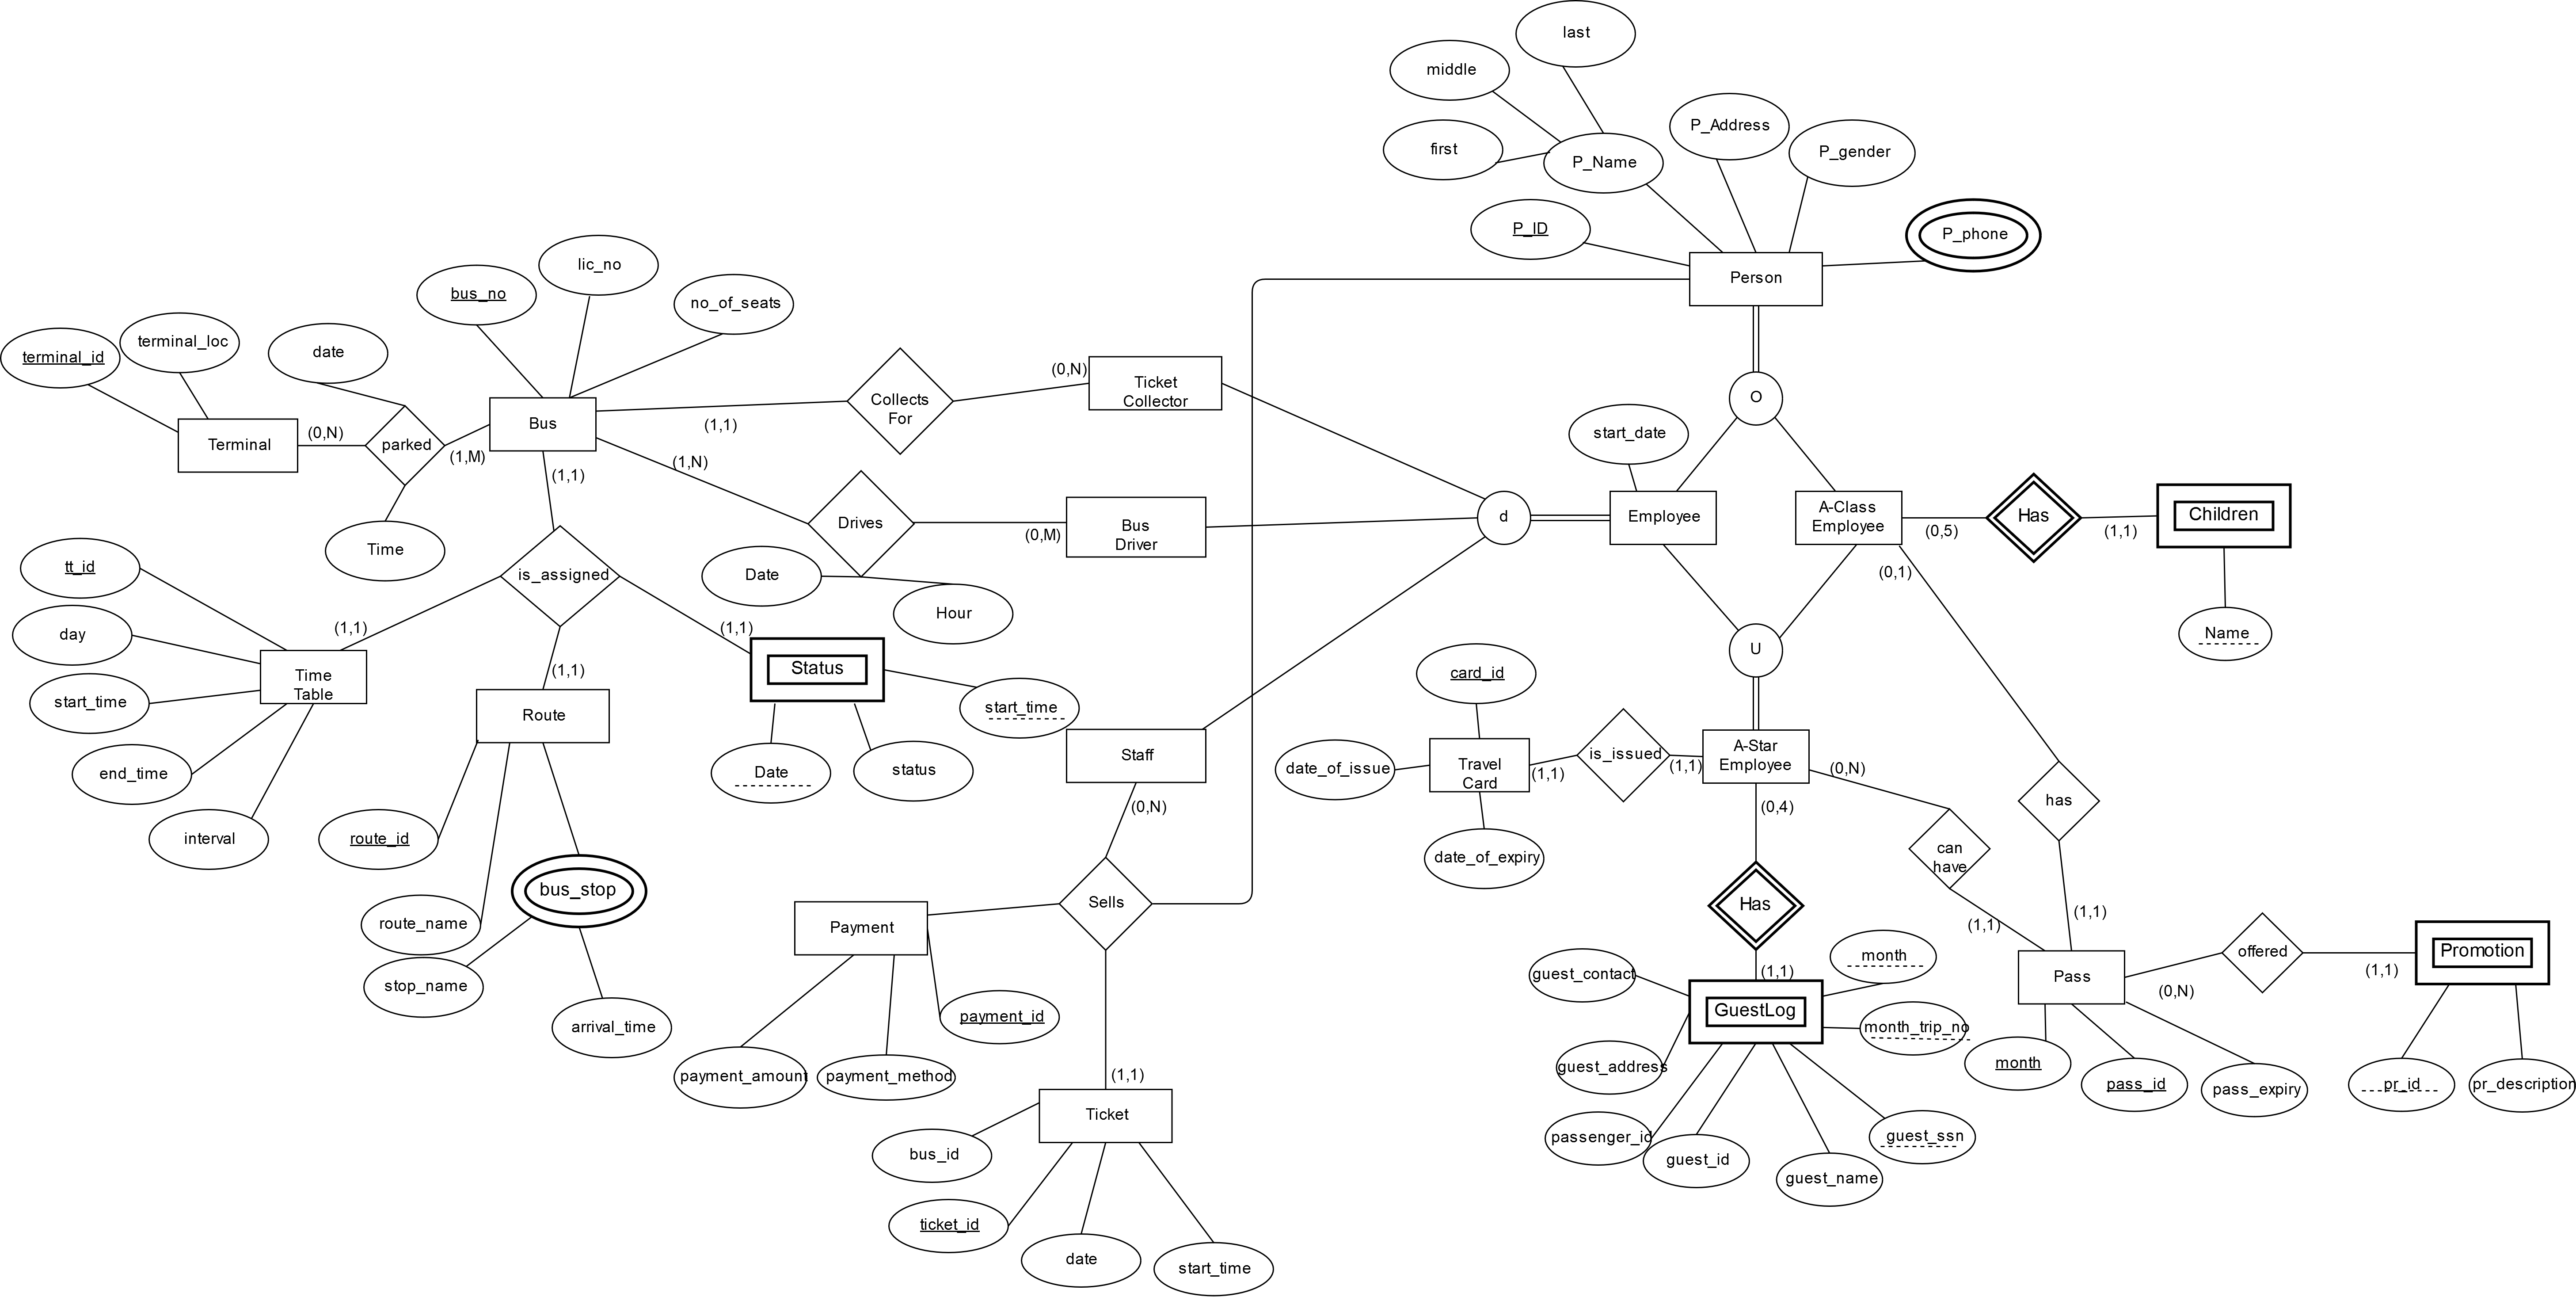 last
middle
P_Address
first
P_Name
P_gender
P_ID
P_phone
Person
lic_no
bus_no
no_of_seats
terminal_loc
terminal_id
date
(0,N)
Ticket
Collector
Collects
For
O
(1,1)
Bus
start_date
(0,N)
Terminal
parked
(1,M)
(1,N)
(1,1)
Drives
Bus
Driver
(0,M)
d
Employee
A-Class
Employee
(0,5)
Has
(1,1)
Children
Time
tt_id
is_assigned
Date
Hour
(0,1)
day
(1,1)
(1,1)
Name
U
Time
Table
(1,1)
Status
card_id
start_time
Route
start_time
end_time
Date
status
Staff
date_of_issue
Travel
Card
(1,1)
is_issued
(1,1)
A-Star
Employee
(0,N)
(0,N)
(0,4)
has
interval
route_id
date_of_expiry
can
have
bus_stop
Sells
Has
route_name
Payment
(1,1)
(1,1)
month
offered
Promotion
stop_name
guest_contact
(1,1)
Pass
(0,N)
(1,1)
arrival_time
payment_id
GuestLog
month_trip_no
payment_amount
payment_method
(1,1)
guest_address
month
pass_id
pass_expiry
pr_id
pr_description
Ticket
bus_id
passenger_id
guest_id
guest_ssn
guest_name
ticket_id
date
start_time